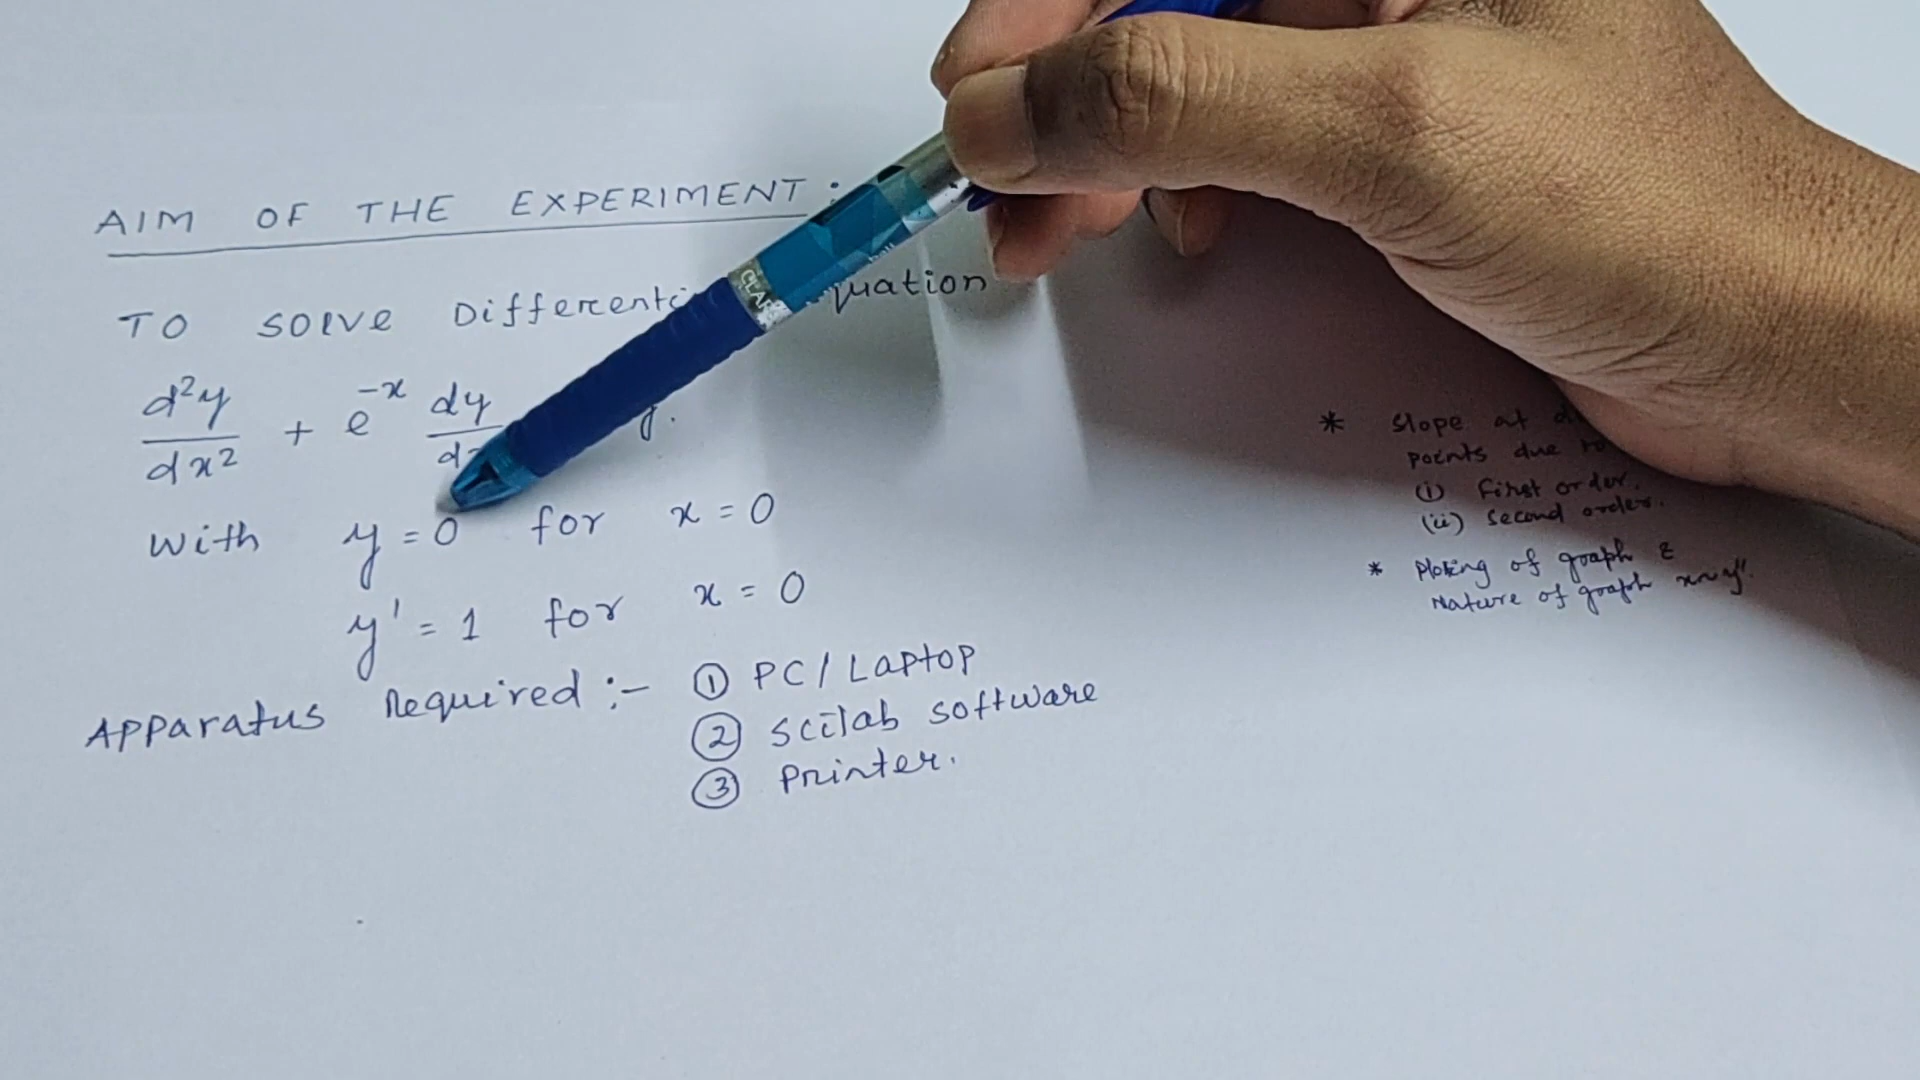 AIM OF THE EXPERIMENT :
TO SOLVE Differenti quation
d²y/dx² + e^-x dy/d y.
With y = 0 for x = 0
y' = 1 for x = 0
Apparatus Required :- ① PC/Laptop
② Scilab software
③ Printer.
* Slope at
points due to
(i) First order.
(ii) Second order.
* Ploting of graph &
Nature of graph